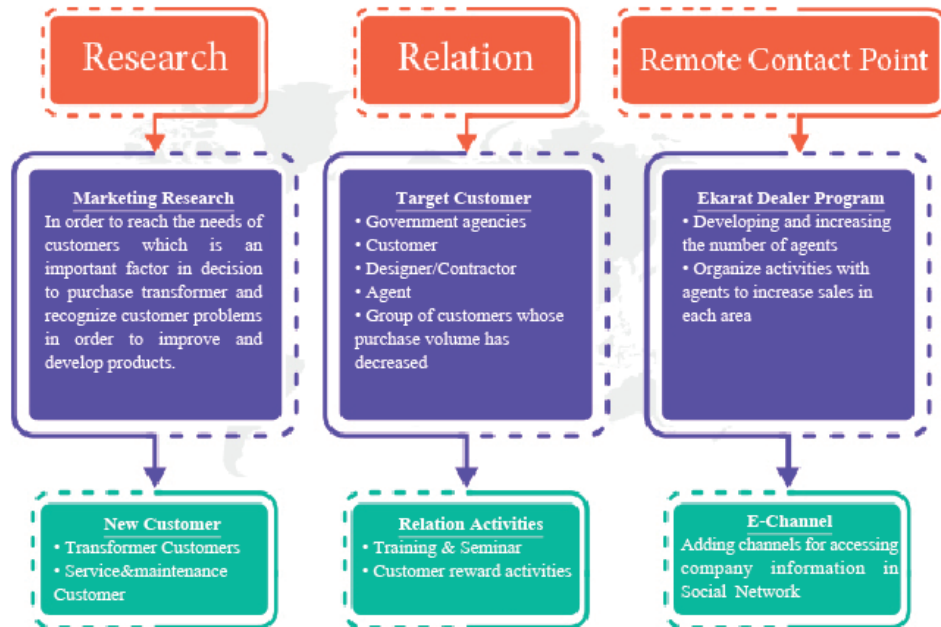 Research
Relation
Remote Contact Point
Marketing Research
In order to reach the needs of
customers which is an
important factor in decision
to purchase transformer and
recognize customer problems
in order to improve and
develop products.
Target Customer
• Government agencies
• Customer
• Designer/Contractor
• Agent
• Group of customers whose
purchase volume has
decreased
Ekarat Dealer Program
• Developing and increasing
the number of agents
• Organize activities with
agents to increase sales in
each area
New Customer
• Transformer Customers
• Service&maintenance
Customer
Relation Activities
• Training & Seminar
• Customer reward activities
E-Channel
Adding channels for accessing
company information in
Social Network